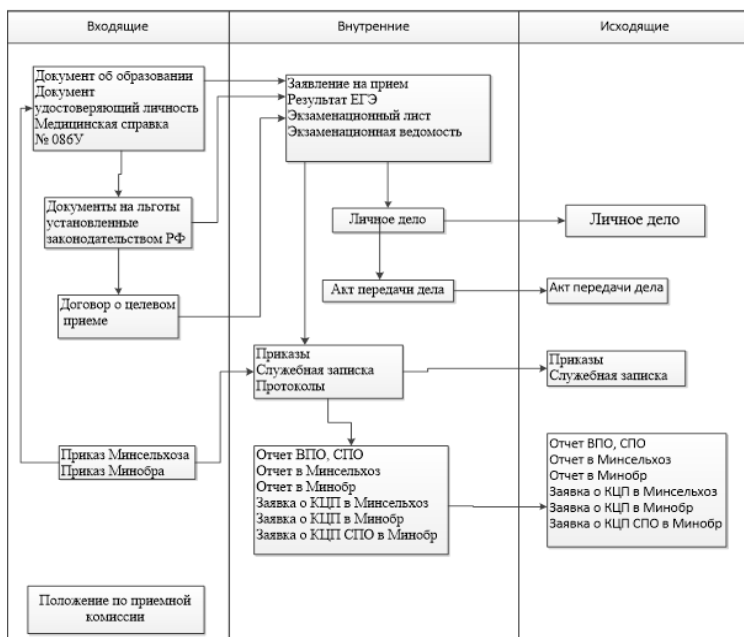 Входящие
Внутренние
Исходящие
Документ об образовании
Документ
удостоверяющий личность
Медицинская справка
№ 086У
Документы на льготы
установленные
законодательством РФ
Договор о целевом
приеме
Приказ Минсельхоза
Приказ Минобра
Положение по приемной
комиссии
Заявление на прием
Результат ЕГЭ
Экзаменационный лист
Экзаменационная ведомость
Личное дело
Акт передачи дела
Приказы
Служебная записка
Протоколы
Отчет ВПО, СПО
Отчет в Минсельхоз
Отчет в Минобр
Заявка о КЦП в Минсельхоз
Заявка о КЦП в Минобр
Заявка о КЦП СПО в Минобр
Личное дело
Акт передачи дела
Приказы
Служебная записка
Отчет ВПО, СПО
Отчет в Минсельхоз
Отчет в Минобр
Заявка о КЦП в Минсельхоз
Заявка о КЦП в Минобр
Заявка о КЦП СПО в Минобр